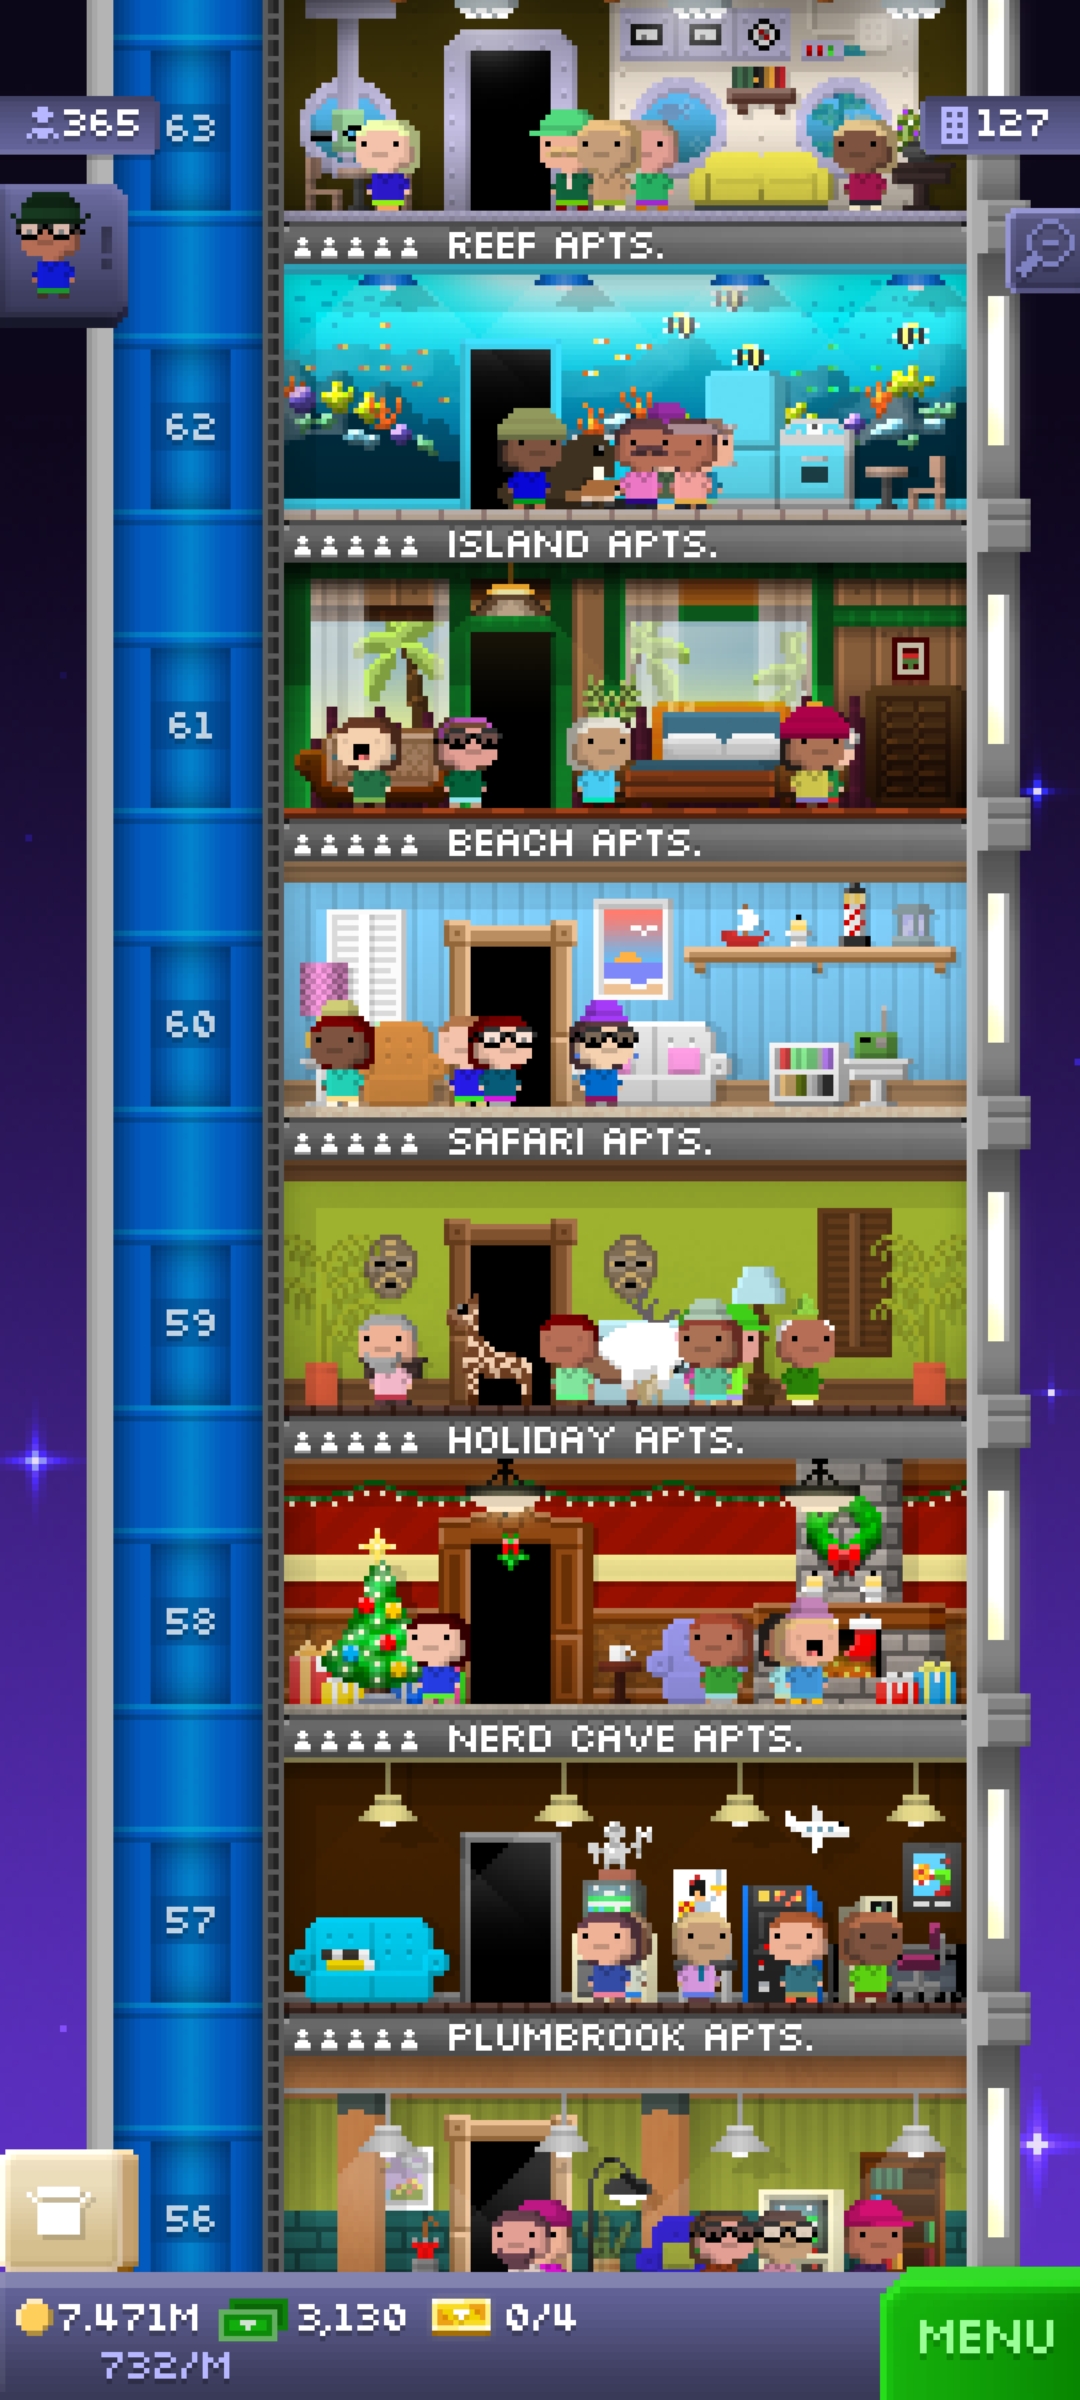 365
63
127
REEF APTS.
62
ISLAND APTS.
61
BEACH APTS.
60
SAFARI APTS.
59
HOLIDAY APTS.
58
NERD CAVE APTS.
57
PLUMBROOK APTS.
56
7.471M 3,130 0/4
732/M
MENU